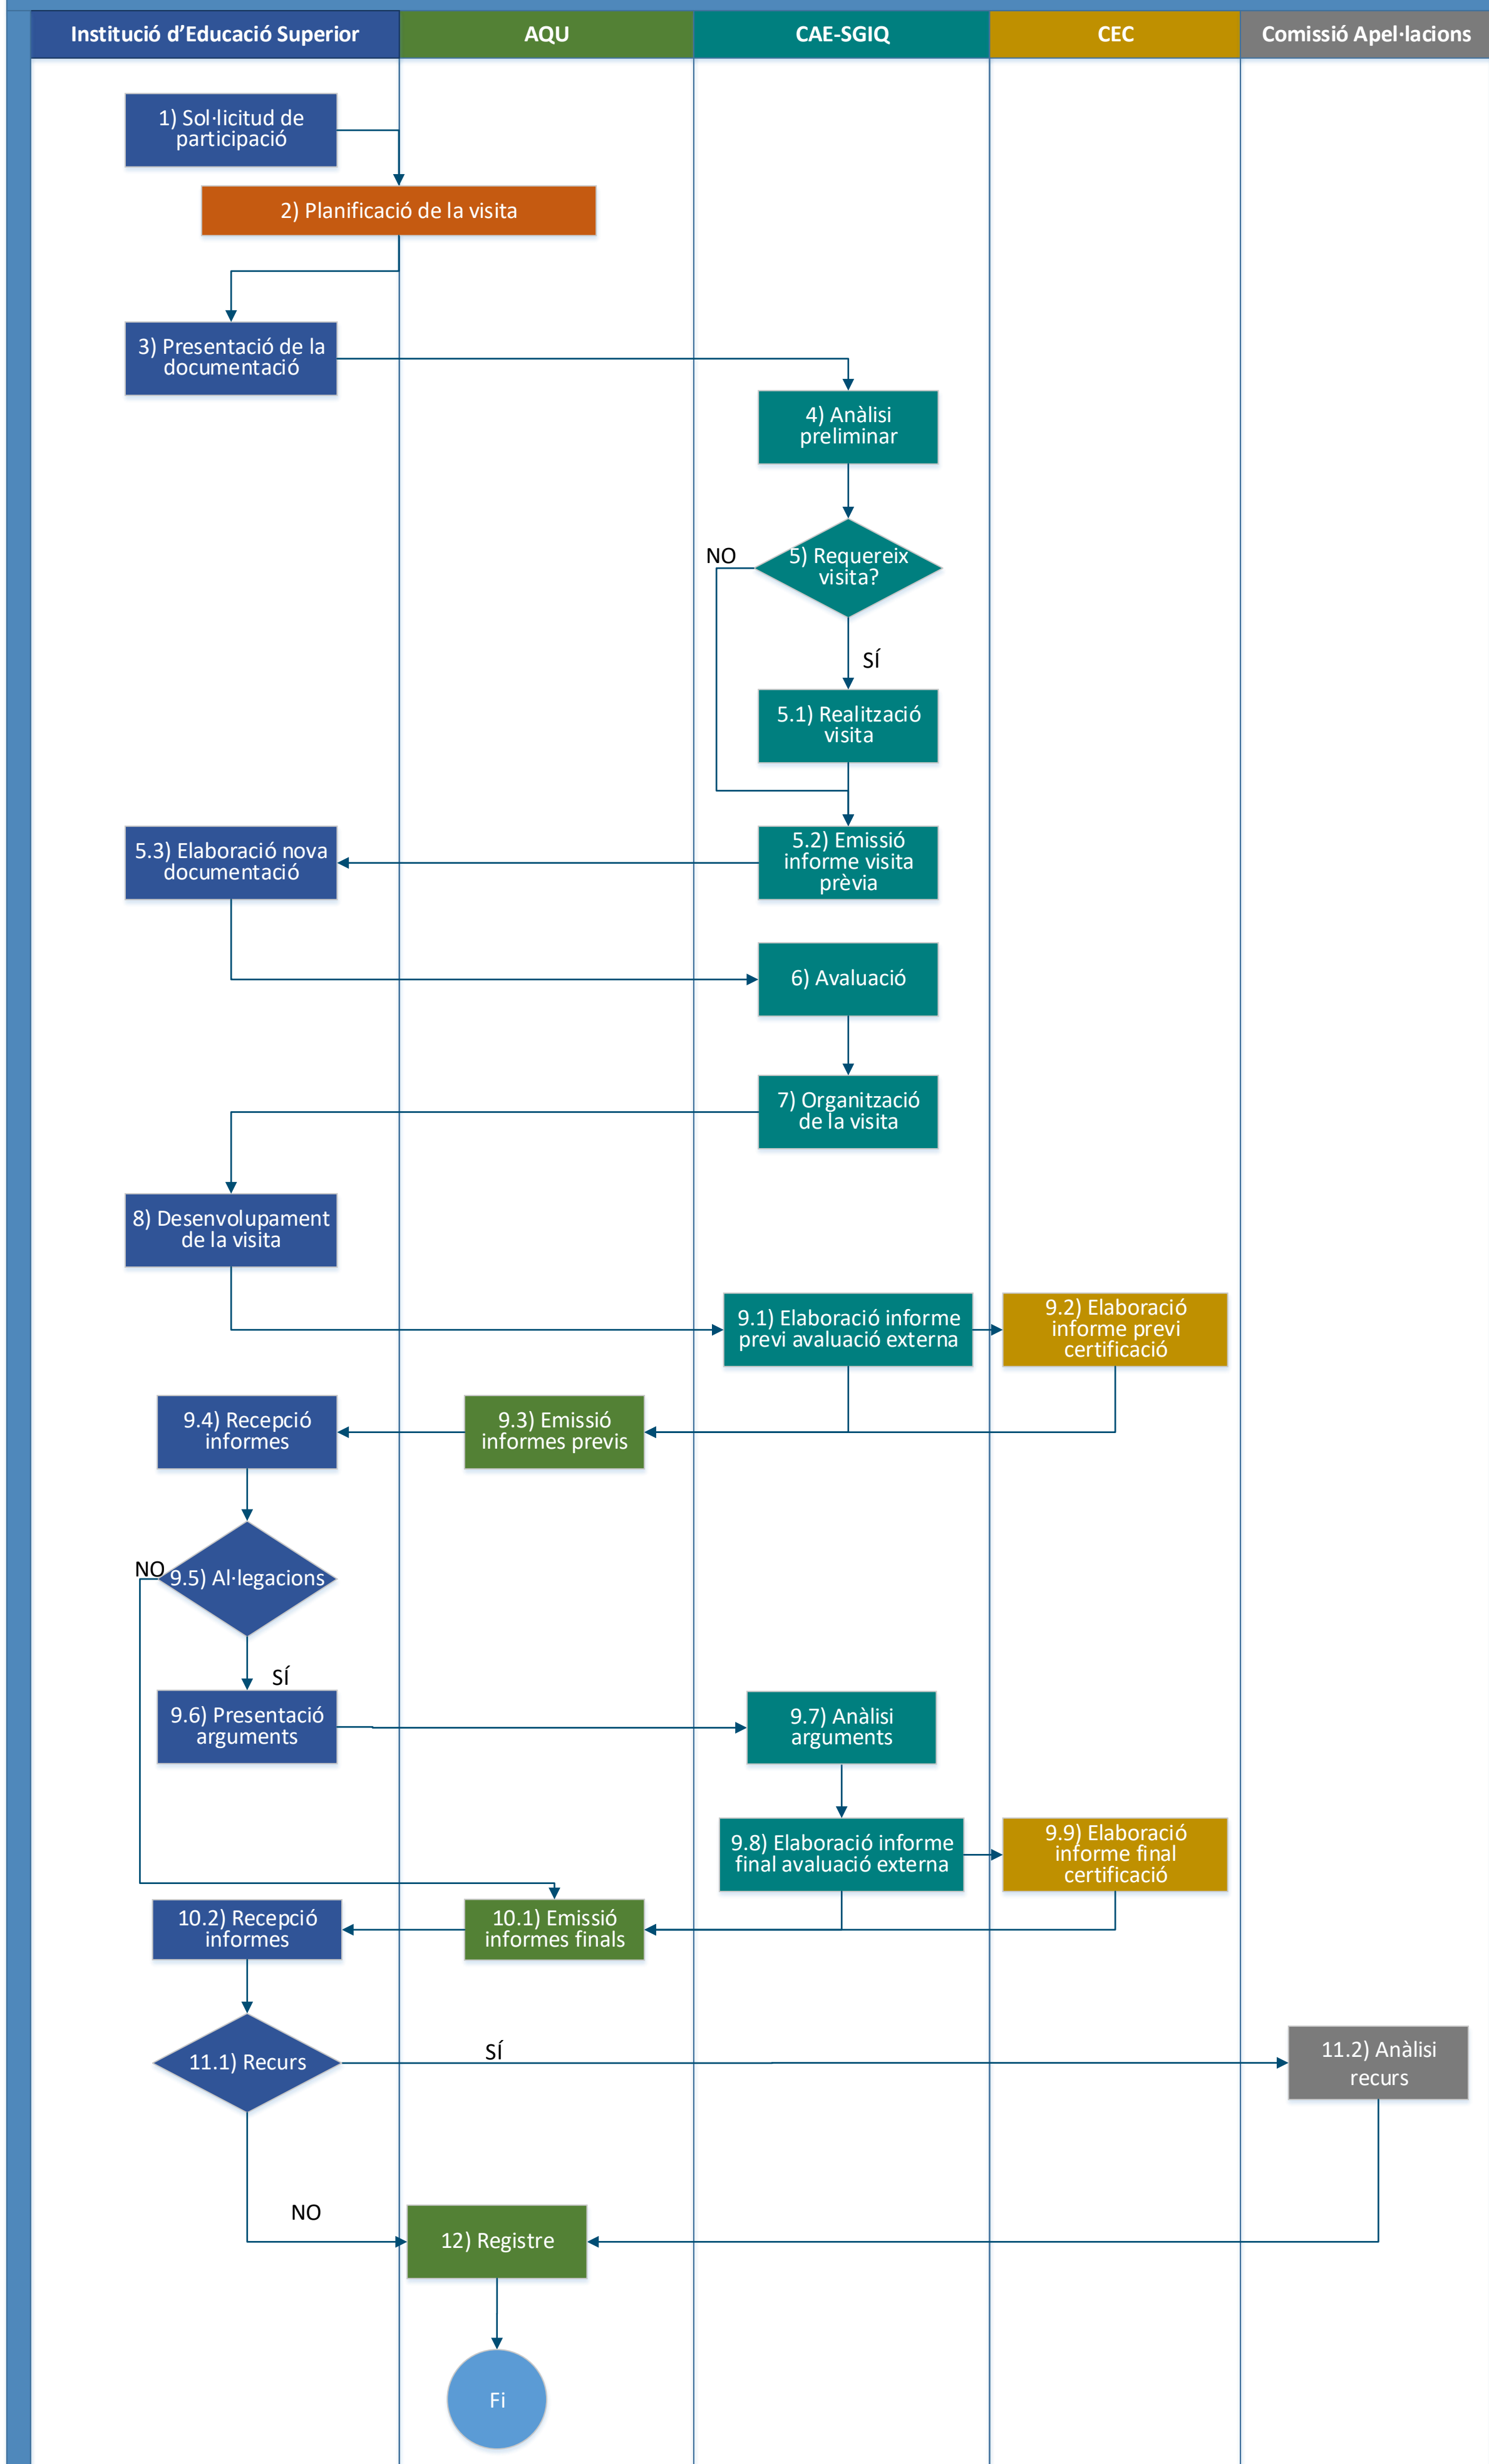 Institució d'Educació Superior
AQU
CAE-SGIQ
CEC
Comissió Apel·lacions
1) Sol·licitud de
participació
2) Planificació de la visita
3) Presentació de la
documentació
4) Anàlisi
preliminar
NO
5) Requereix
visita?
SÍ
5.1) Realització
visita
5.3) Elaboració nova
documentació
5.2) Emissió
informe visita
prèvia
6) Avaluació
7) Organització
de la visita
8) Desenvolupament
de la visita
9.1) Elaboració informe
previ avaluació externa
9.2) Elaboració
informe previ
certificació
9.4) Recepció
informes
9.3) Emissió
informes previs
NO
9.5) Al·legacions
SÍ
9.6) Presentació
arguments
9.7) Anàlisi
arguments
9.8) Elaboració informe
final avaluació externa
9.9) Elaboració
informe final
certificació
10.2) Recepció
informes
10.1) Emissió
informes finals
11.1) Recurs
SÍ
11.2) Anàlisi
recurs
NO
12) Registre
Fi